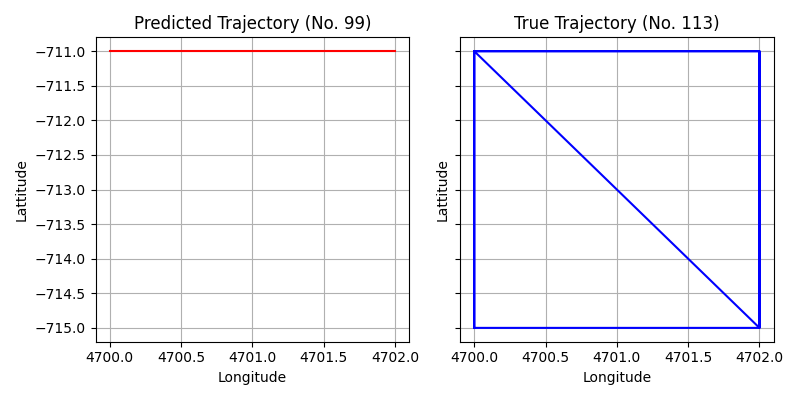 Predicted Trajectory (No. 99)
True Trajectory (No. 113)
−711.0
−711.5
−712.0
−712.5
−713.0
−713.5
−714.0
−714.5
−715.0
Lattitude
Lattitude
4700.0 4700.5 4701.0 4701.5 4702.0
4700.0 4700.5 4701.0 4701.5 4702.0
Longitude
Longitude